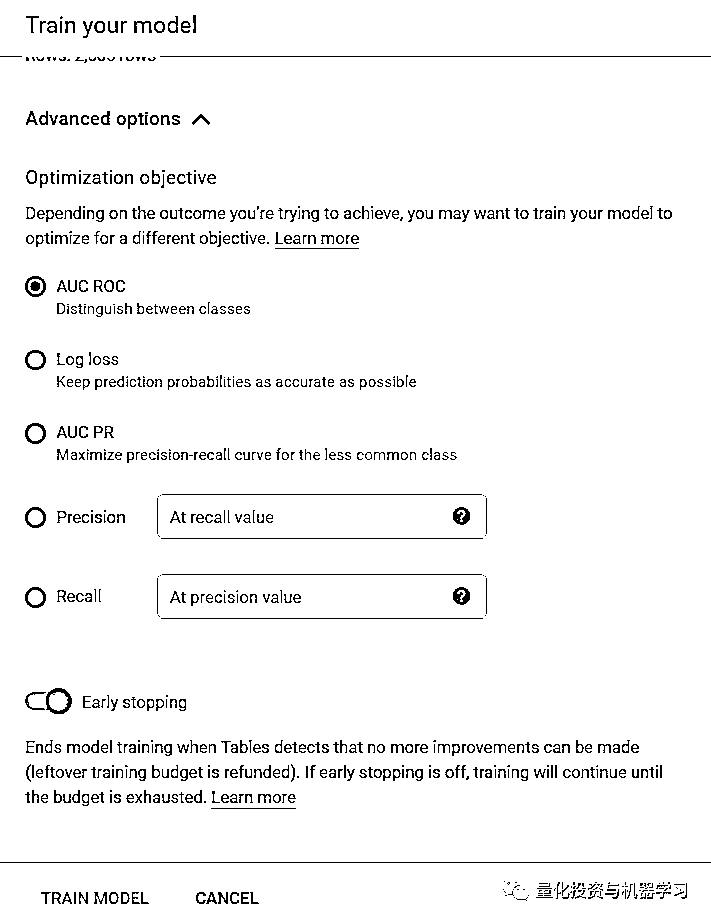 Train your model
Advanced options
Optimization objective
Depending on the outcome you're trying to achieve, you may want to train your model to
optimize for a different objective. Learn more
AUC ROC
Distinguish between classes
Log loss
Keep prediction probabilities as accurate as possible
AUC PR
Maximize precision-recall curve for the less common class
Precision At recall value
Recall At precision value
Early stopping
Ends model training when Tables detects that no more improvements can be made
(leftover training budget is refunded). If early stopping is off, training will continue until
the budget is exhausted. Learn more
TRAIN MODEL CANCEL
量化投资与机器学习